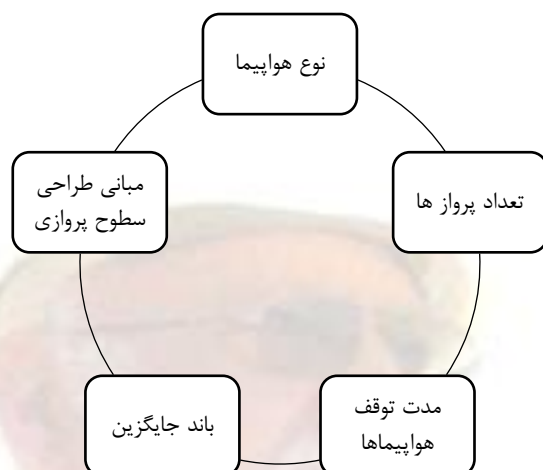 نوع هواپیما
تعداد پرواز ها
مدت توقف
هواپیماها
باند جایگزین
مبانی طراحی
سطوح پروازی